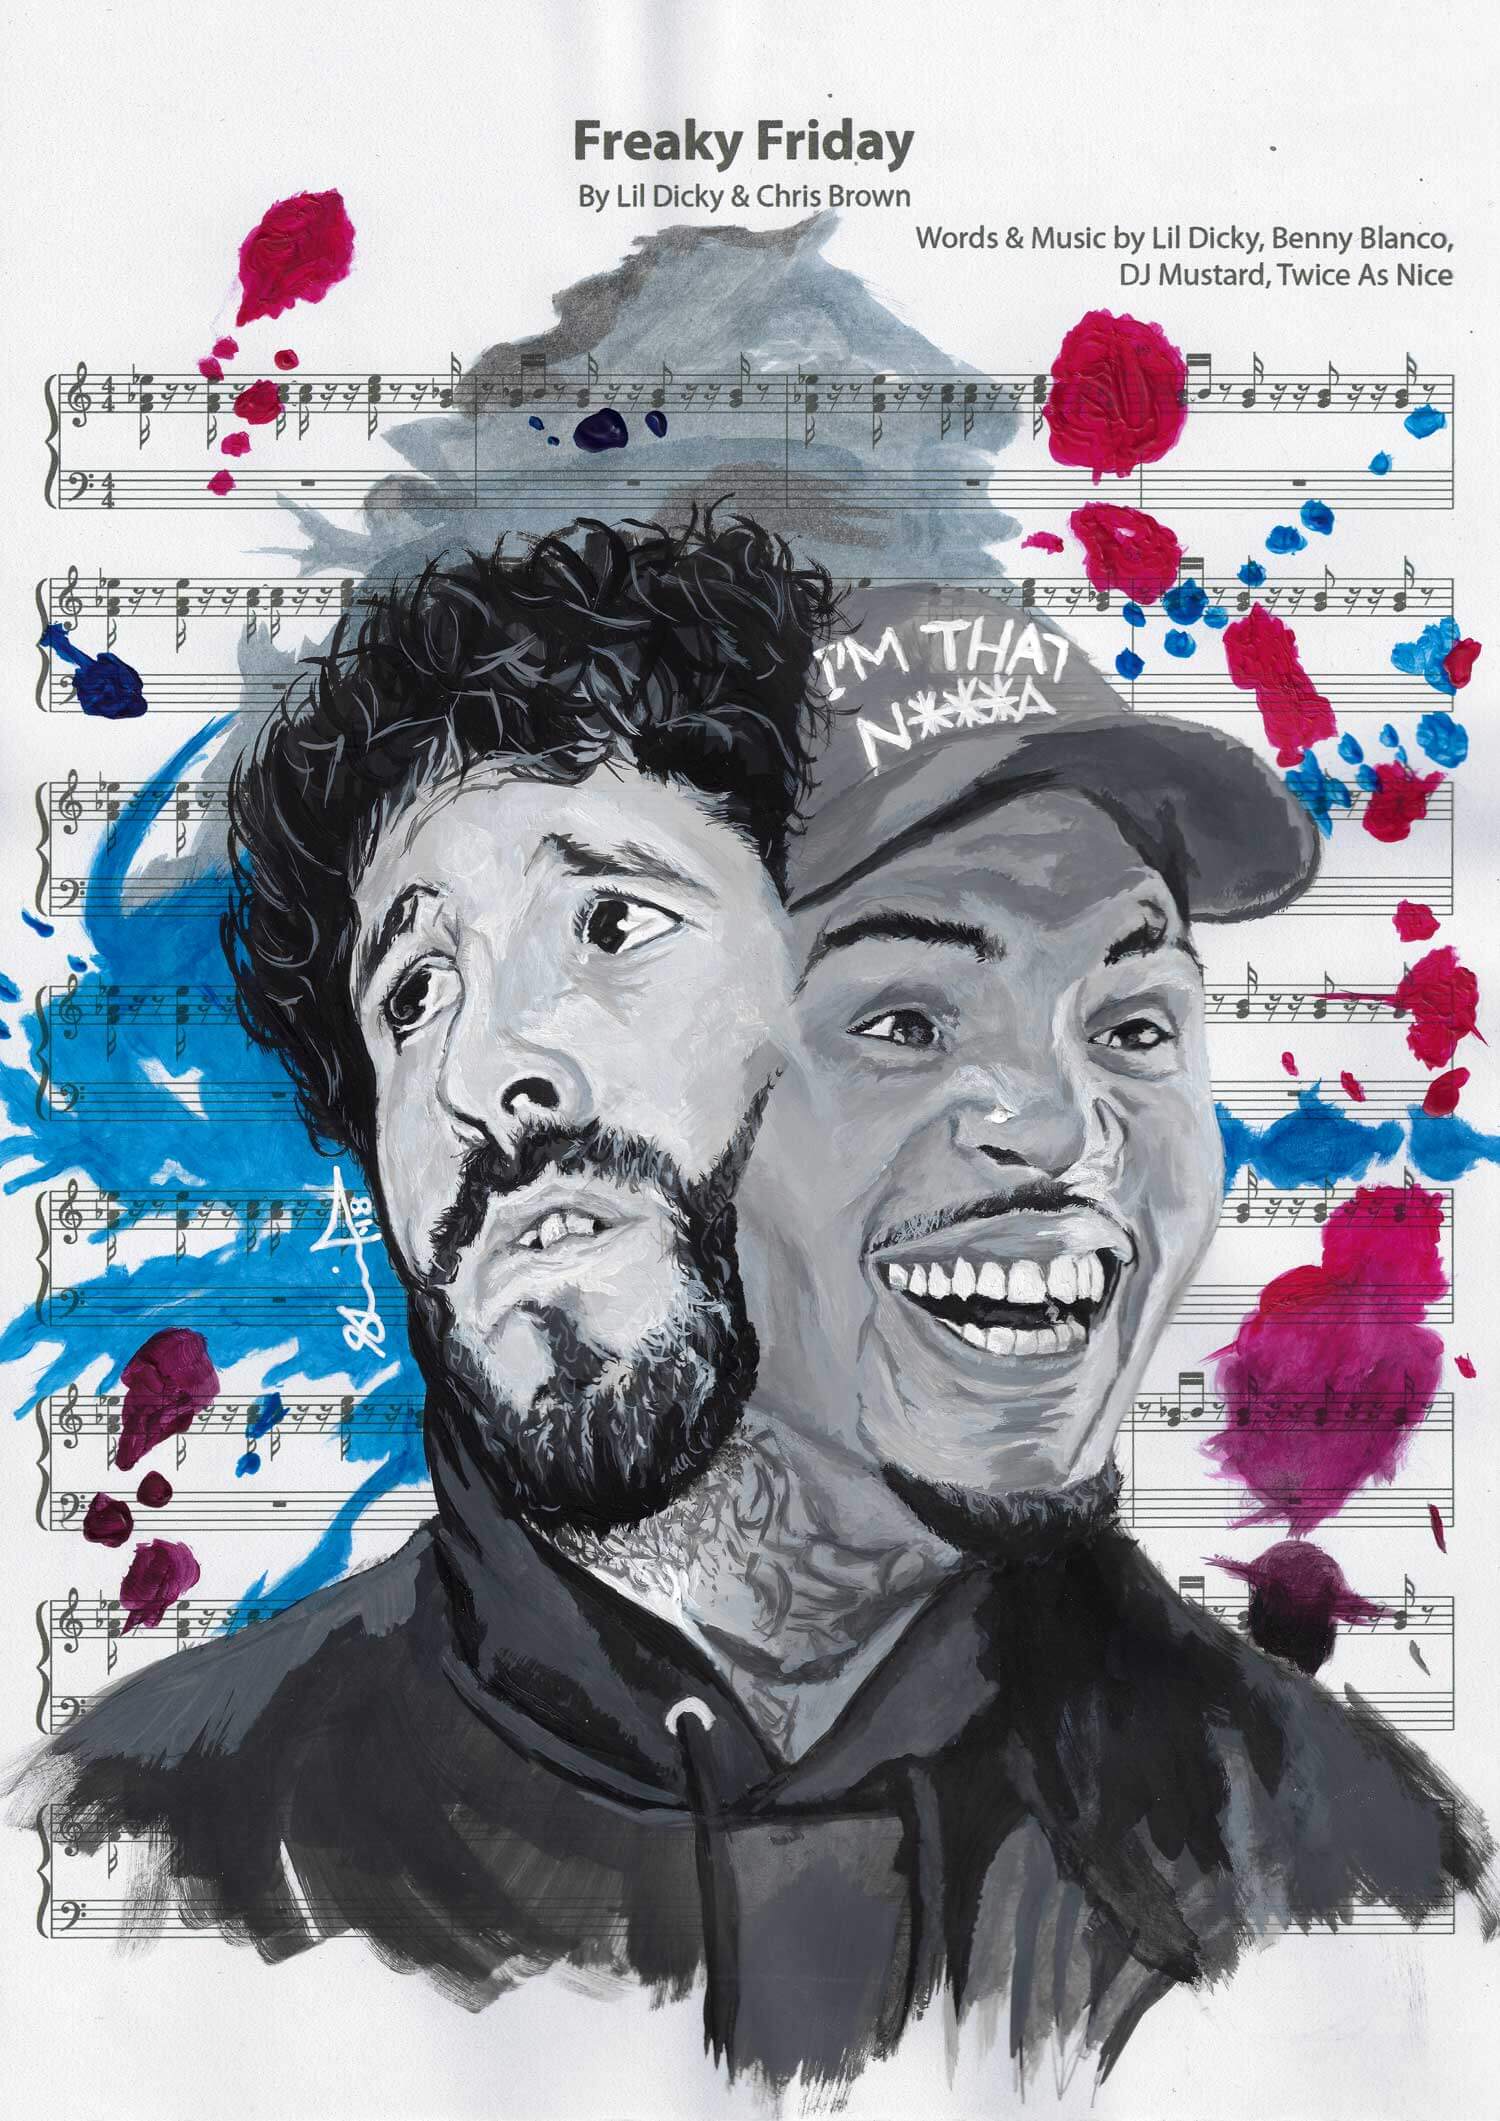 Freaky Friday
By Lil Dicky & Chris Brown
Words & Music by Lil Dicky, Benny Blanco,
DJ Mustard, Twice As Nice
I'M THAT
N****A